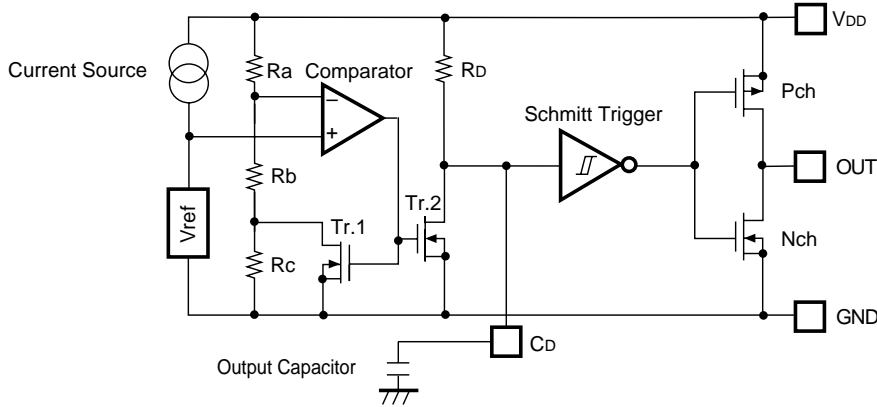 VDD
Current Source
Ra
Comparator
RD
Pch
Schmitt Trigger
−
+
OUT
Rb
Vref
Tr.1
Tr.2
Nch
Rc
GND
CD
Output Capacitor